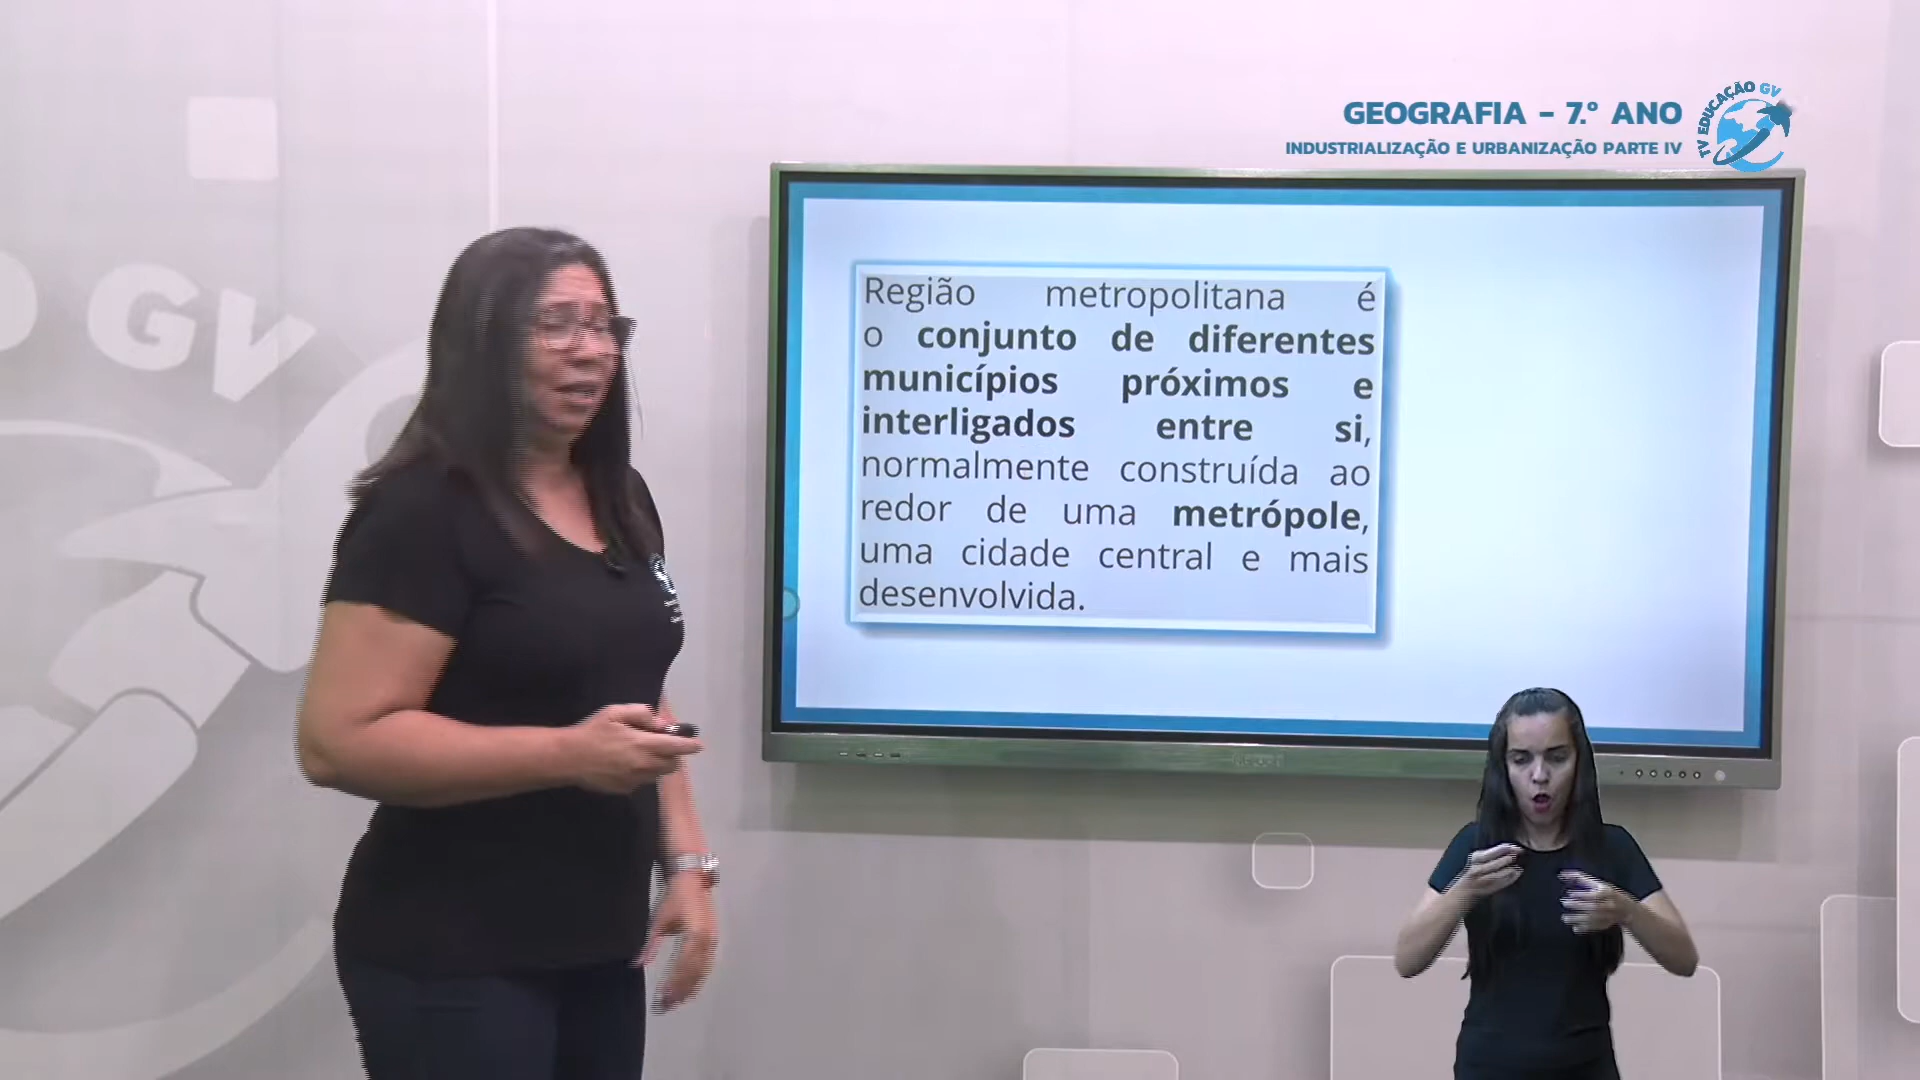 GEOGRAFIA - 7.º ANO
INDUSTRIALIZAÇÃO E URBANIZAÇÃO PARTE IV
TV EDUCAÇÃO GV
Região metropolitana é
o conjunto de diferentes
municípios próximos e
interligados entre si,
normalmente construída ao
redor de uma metrópole,
uma cidade central e mais
desenvolvida.
O GV